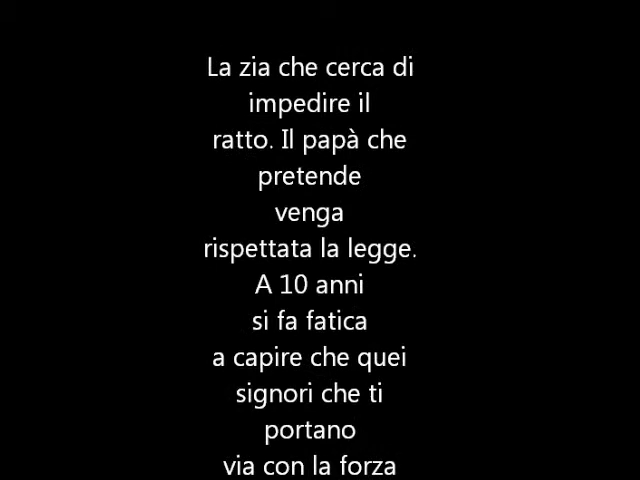 La zia che cerca di
impedire il
ratto. Il papà che
pretende
venga
rispettata la legge.
A 10 anni
si fa fatica
a capire che quei
signori che ti
portano
via con la forza